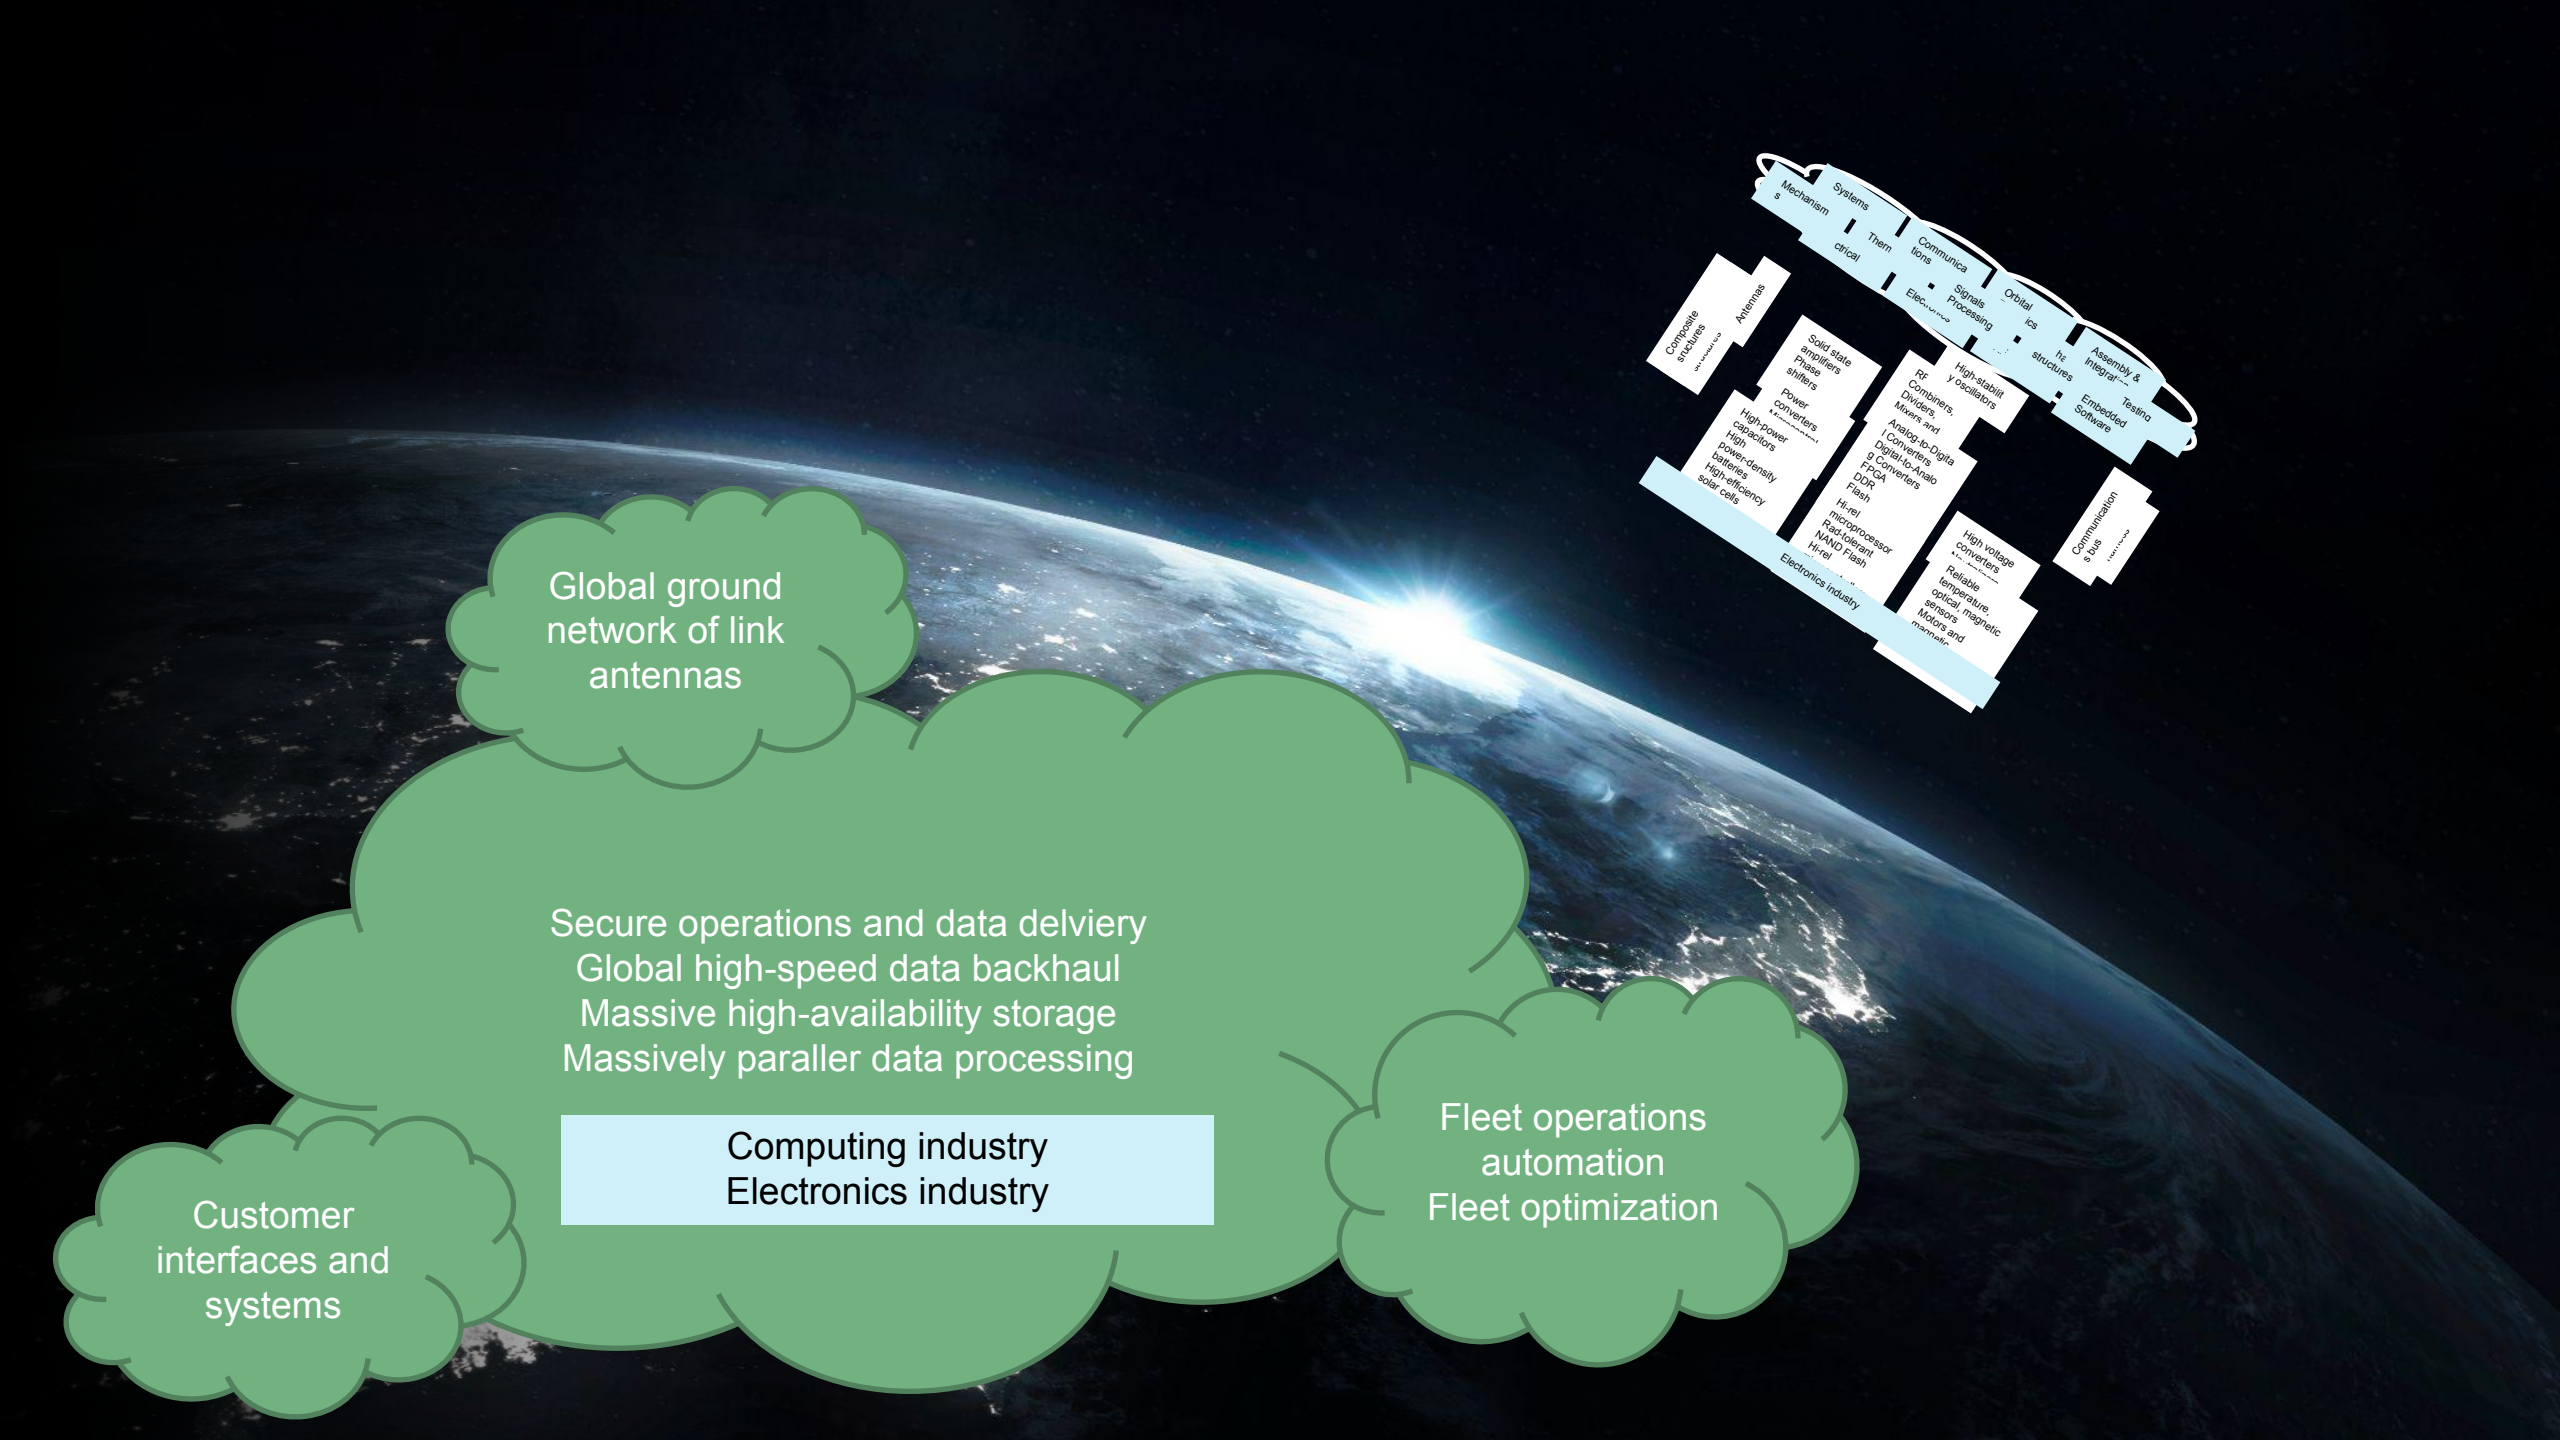 Mechanism
s
Systems
ctrical
Communica
tions
Signals
Processing
Orbital
ics
structures
Assembly &
Testing
Embedded
Software
Composite
sructures
Antennas
Solid state
amplifiers
Phase
shifters
Power
converters
High-power
capacitors
High
power-density
batteries
High-efficiency
solar cells
RF
Combiners,
Dividers,
Mixers and
High-stabilit
y oscillators
Analog-to-Digita
l Converters
Digital-to-Analo
g Converters
FPGA
DDR
Flash
Hi-rel
microprocessor
Rad-tolerant
NAND Flash
Hi-rel
High voltage
converters
Reliable
temperature,
optical, magnetic
sensors
Motors and
magnetic
Communication
s bus
Electronics industry
Global ground
network of link
antennas
Secure operations and data delviery
Global high-speed data backhaul
Massive high-availability storage
Massively paraller data processing
Computing industry
Electronics industry
Fleet operations
automation
Fleet optimization
Customer
interfaces and
systems